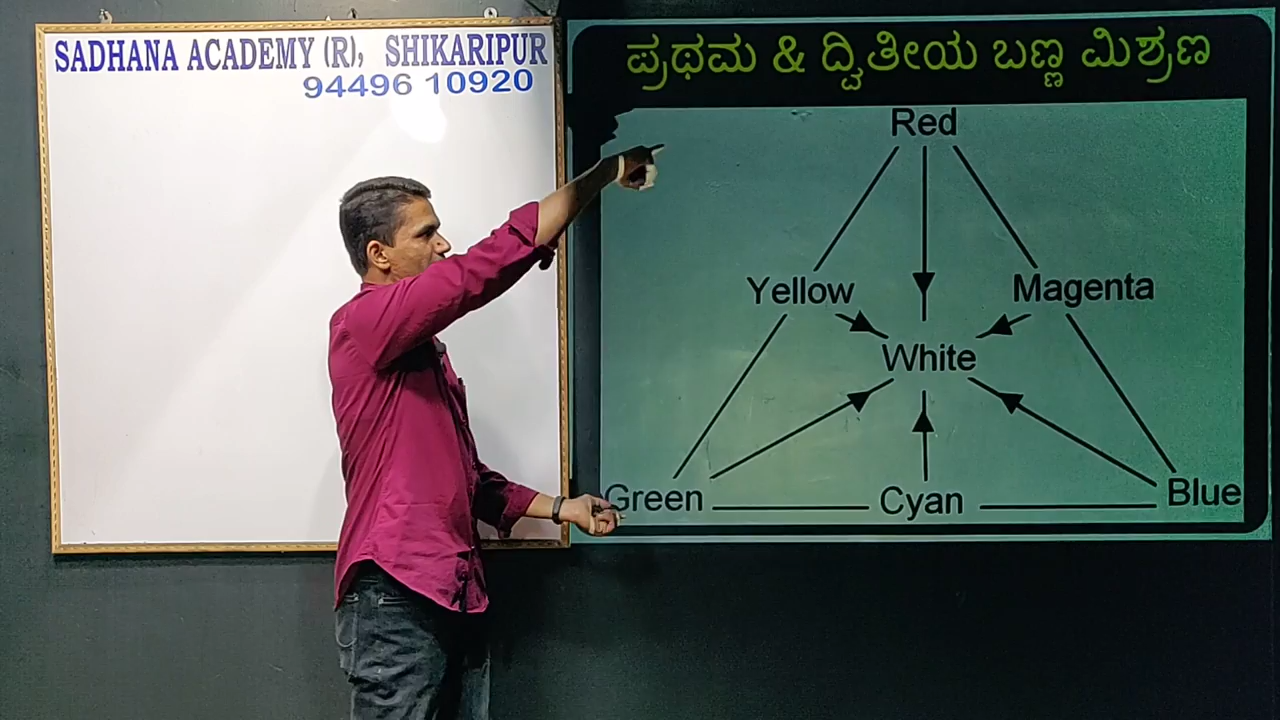 SADHANA ACADEMY (R), SHIKARIPUR
94496 10920
ಪ್ರಥಮ & ದ್ವಿತೀಯ ಬಣ್ಣ ಮಿಶ್ರಣ
Red
Yellow
Magenta
White
Green
Cyan
Blue